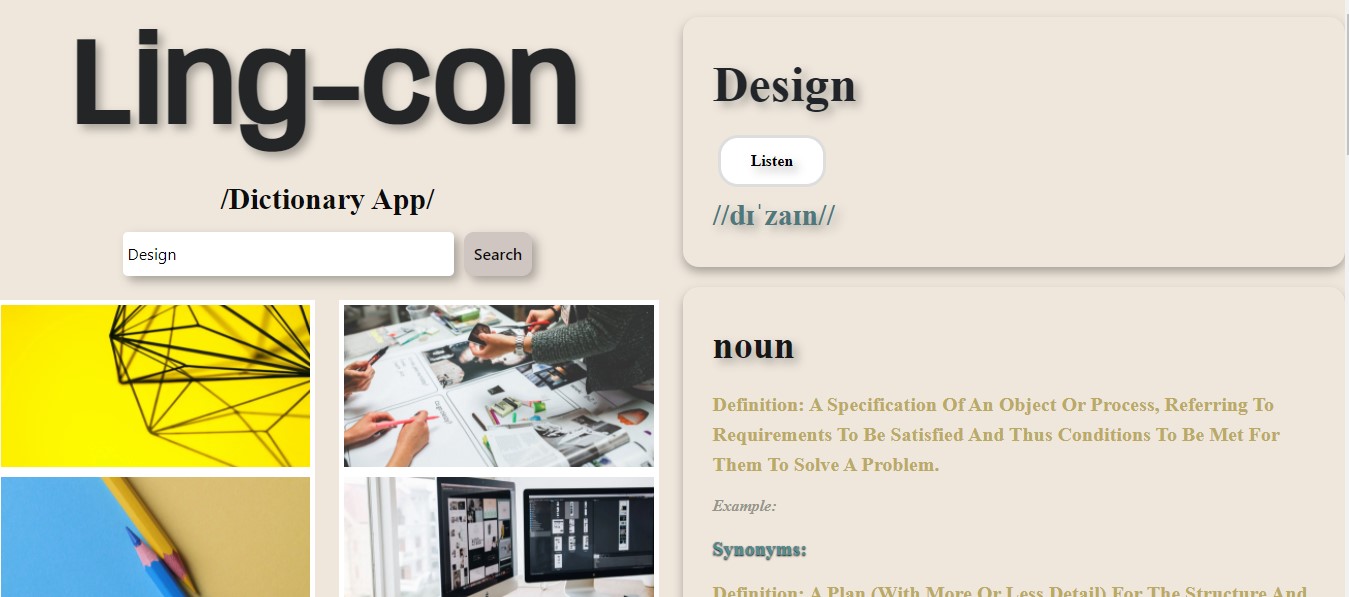 Ling-con
/Dictionary App/
Design
Search
Design
Listen
//dɪˈzaɪn//
noun
Definition: A Specification Of An Object Or Process, Referring To
Requirements To Be Satisfied And Thus Conditions To Be Met For
Them To Solve A Problem.
Example:
Synonyms:
Definition: A Plan (With More Or Less Detail) For The Structure And